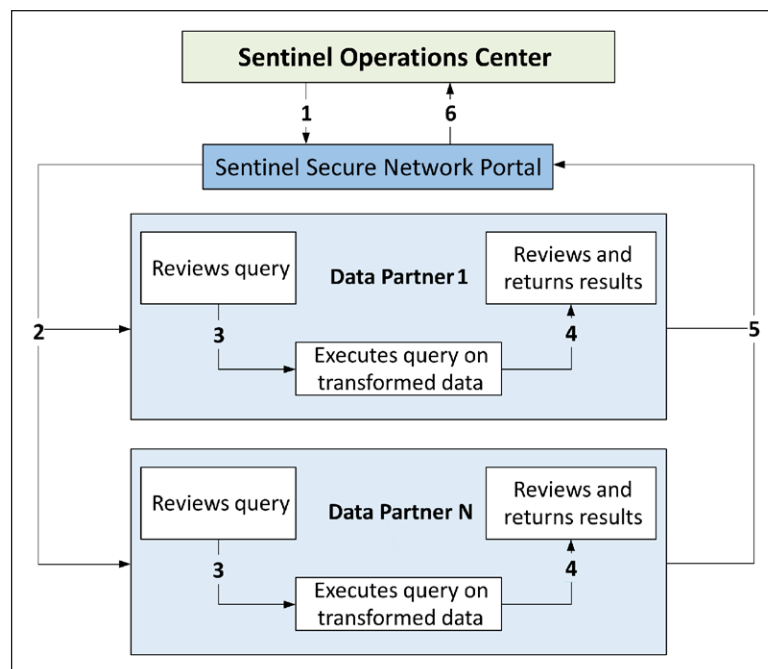 Sentinel Operations Center
1
6
Sentinel Secure Network Portal
Reviews query
Data Partner 1
Reviews and
returns results
2
3
4
5
Executes query on
transformed data
Reviews query
Data Partner N
Reviews and
returns results
3
4
Executes query on
transformed data